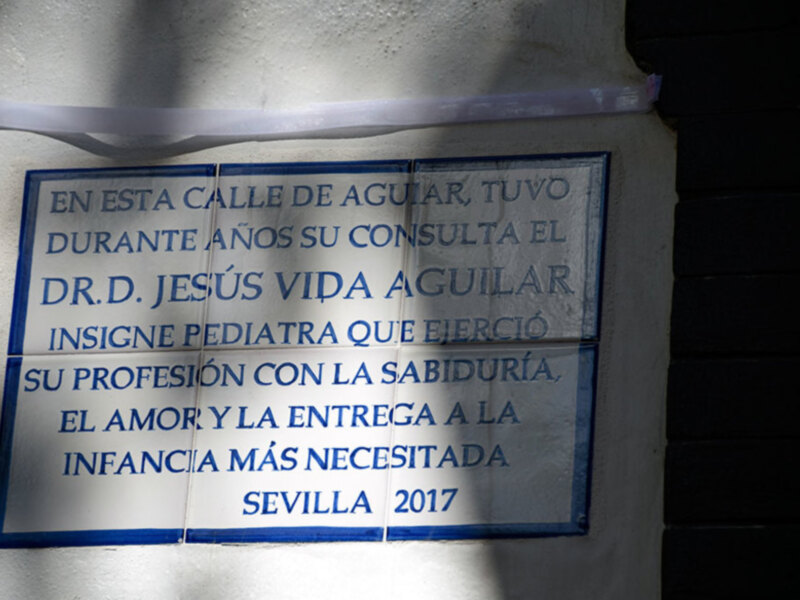 EN ESTA CALLE DE AGUIAR, TUVO
DURANTE AÑOS SU CONSULTA EL
DR.D. JESÚS VIDA AGUILAR
INSIGNE PEDIATRA QUE EJERCIÓ
SU PROFESIÓN CON LA SABIDURÍA,
EL AMOR Y LA ENTREGA A LA
INFANCIA MÁS NECESITADA
SEVILLA 2017